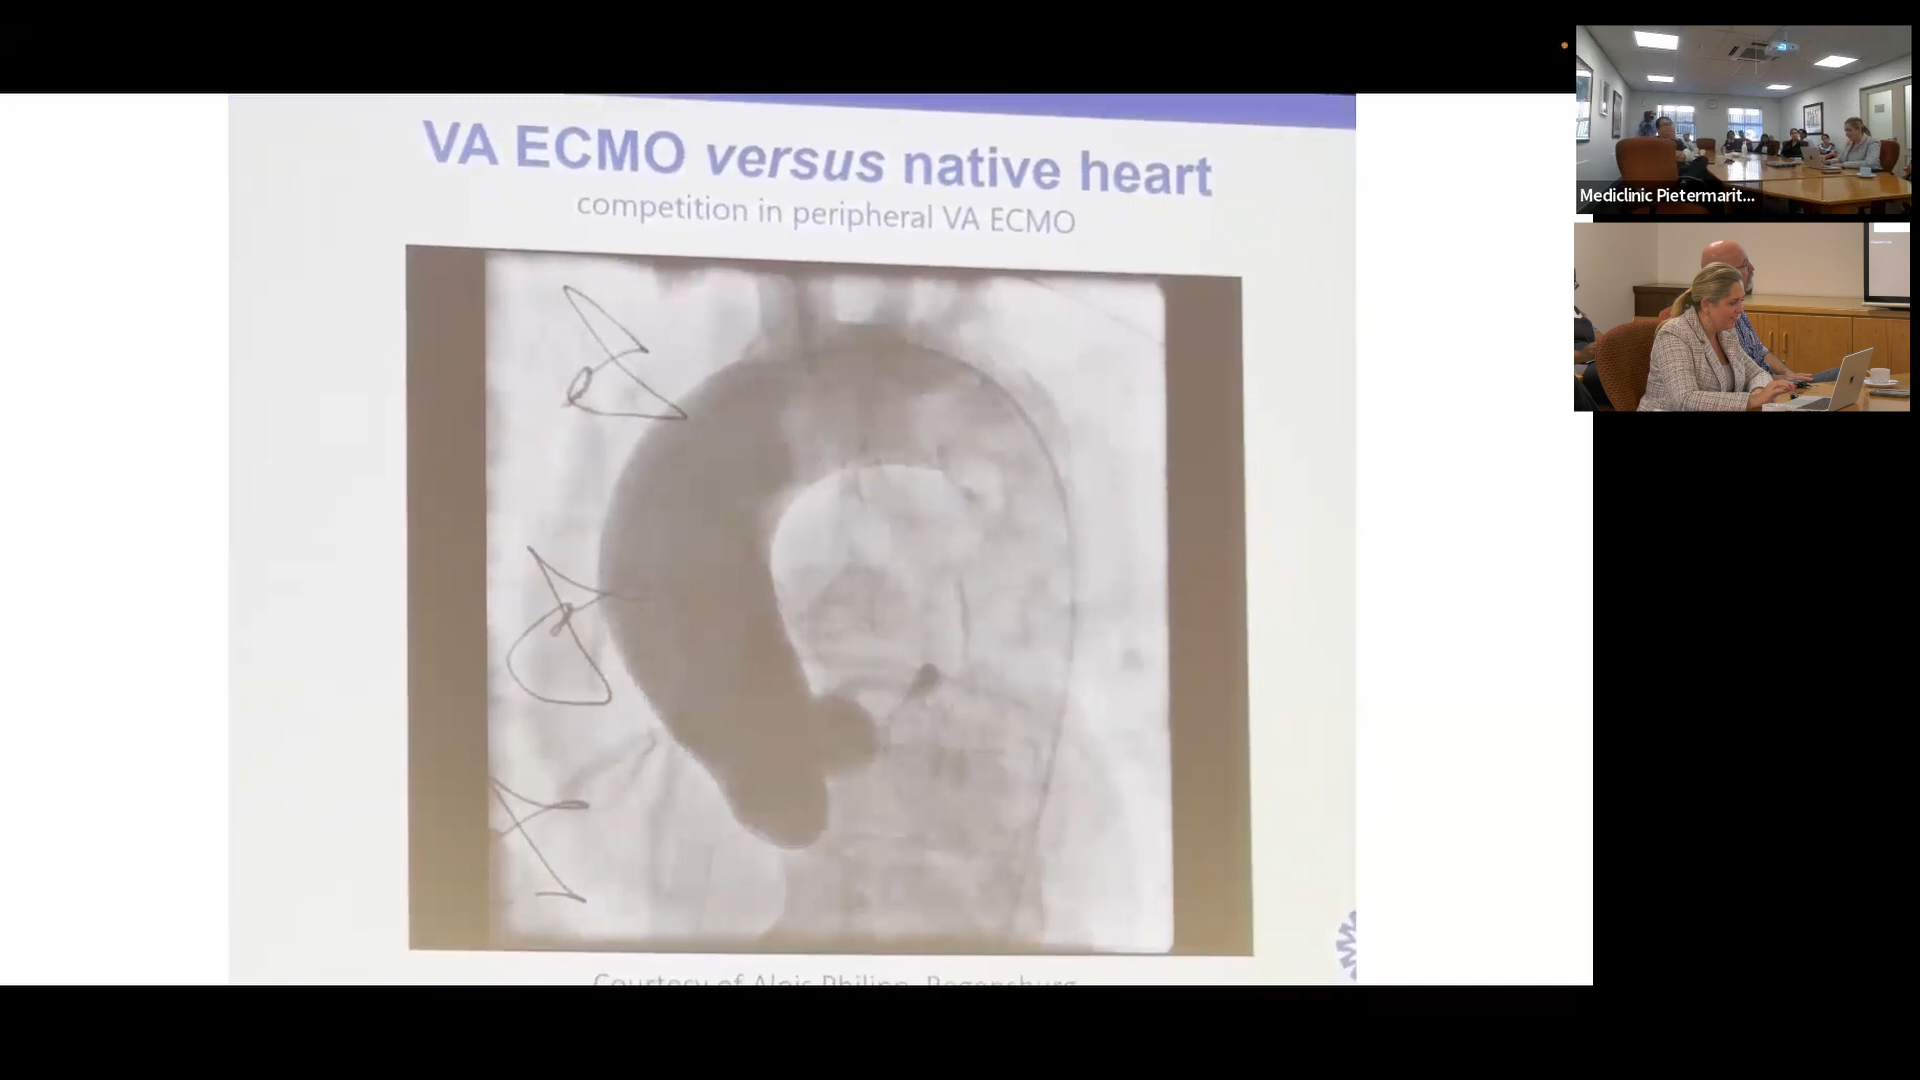 VA ECMO versus native heart
competition in peripheral VA ECMO
Courtesy of Alois Philipp, Regensburg
Mediclinic Pietermarit...